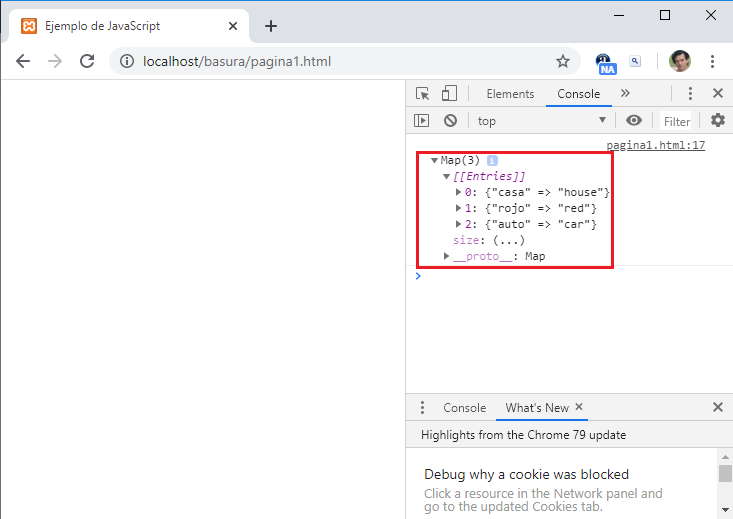 Ejemplo de JavaScript
localhost/basura/pagina1.html
NA
Elements Console
top Filter
pagina1.html:17
Map(3) i
[[Entries]]
0: {"casa" => "house"}
1: {"rojo" => "red"}
2: {"auto" => "car"}
size: (...)
__proto__: Map
Console What's New
Highlights from the Chrome 79 update
Debug why a cookie was blocked
Click a resource in the Network panel and
go to the updated Cookies tab.